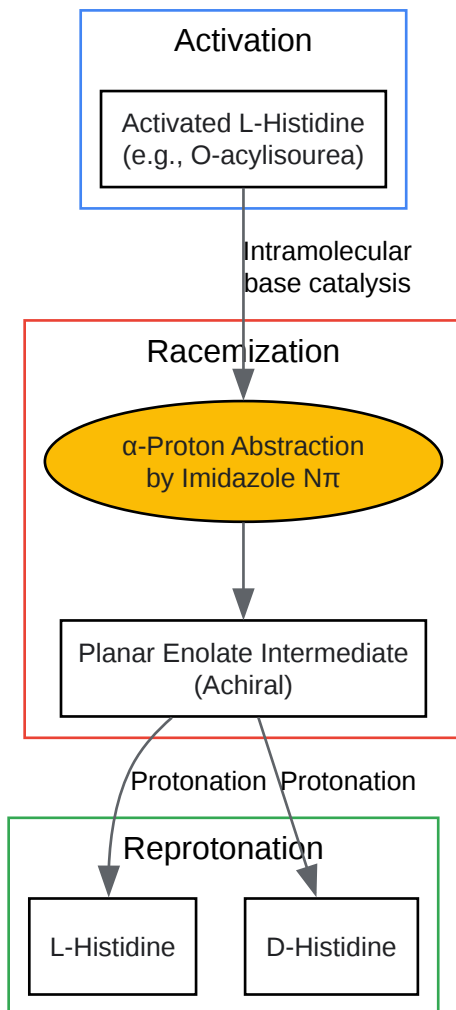 Activation
Activated L-Histidine
(e.g., O-acylisourea)
Intramolecular
base catalysis
Racemization
α-Proton Abstraction
by Imidazole Nπ
Planar Enolate Intermediate
(Achiral)
Protonation
Protonation
Reprotonation
L-Histidine
D-Histidine